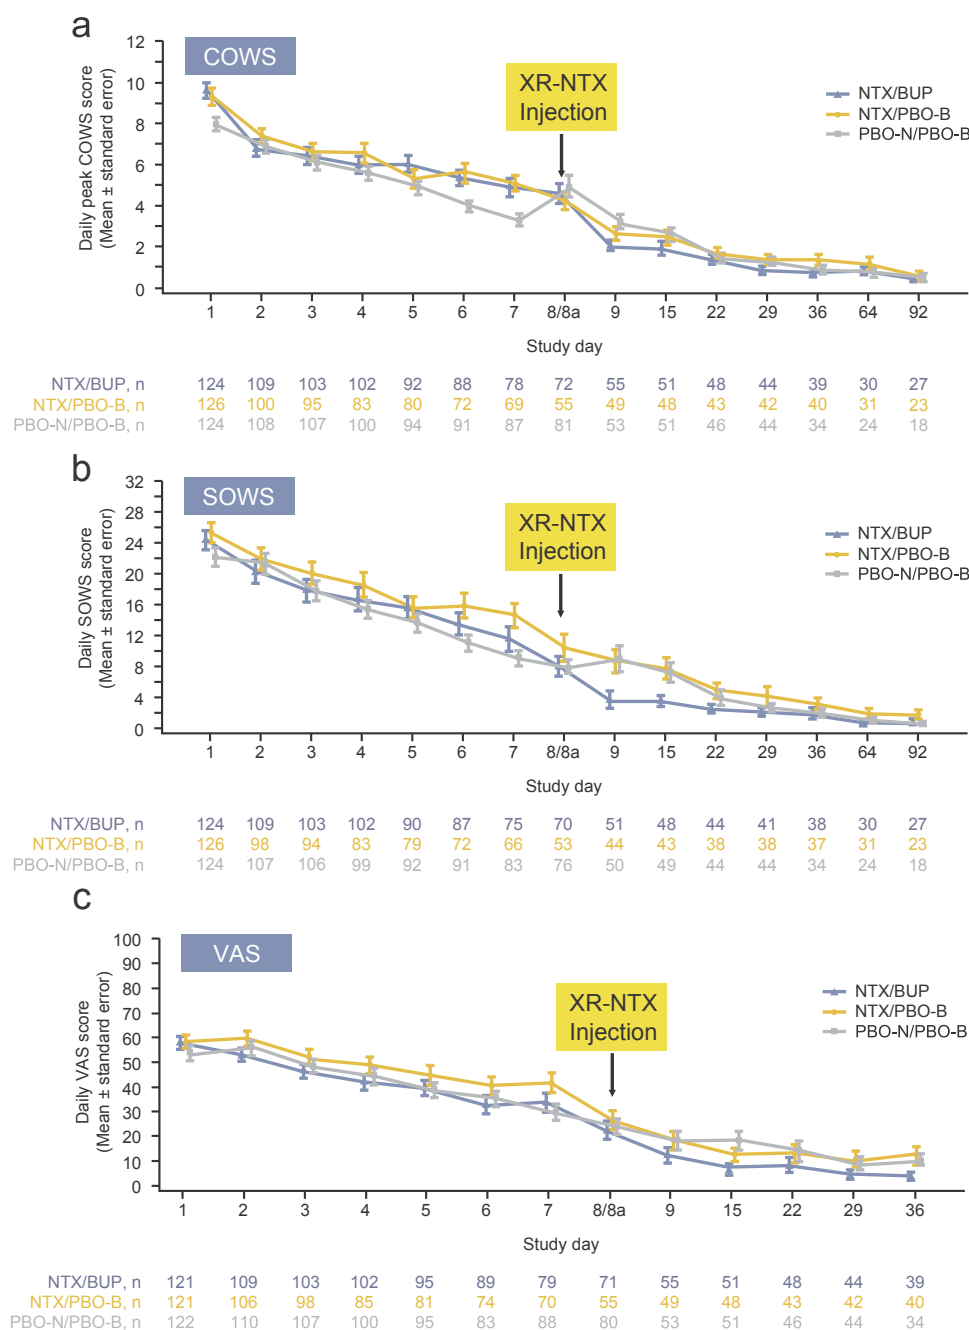 a
COWS
XR-NTX
Injection
NTX/BUP
NTX/PBO-B
PBO-N/PBO-B
Daily peak COWS score
(Mean ± standard error)
12
10
8
6
4
2
0
1 2 3 4 5 6 7 8/8a 9 15 22 29 36 64 92
Study day
NTX/BUP, n 124 109 103 102 92 88 78 72 55 51 48 44 39 30 27
NTX/PBO-B, n 126 100 95 83 80 72 69 55 49 48 43 42 40 31 23
PBO-N/PBO-B, n 124 108 107 100 94 91 87 81 53 51 46 44 34 24 18
b
SOWS
XR-NTX
Injection
NTX/BUP
NTX/PBO-B
PBO-N/PBO-B
Daily SOWS score
(Mean ± standard error)
32
28
24
20
16
12
8
4
0
1 2 3 4 5 6 7 8/8a 9 15 22 29 36 64 92
Study day
NTX/BUP, n 124 109 103 102 90 87 75 70 51 48 44 41 38 30 27
NTX/PBO-B, n 126 98 94 83 79 72 66 53 44 43 38 38 37 31 23
PBO-N/PBO-B, n 124 107 106 99 92 91 83 76 50 49 44 44 34 24 18
c
VAS
XR-NTX
Injection
NTX/BUP
NTX/PBO-B
PBO-N/PBO-B
Daily VAS score
(Mean ± standard error)
100
90
80
70
60
50
40
30
20
10
0
1 2 3 4 5 6 7 8/8a 9 15 22 29 36
Study day
NTX/BUP, n 121 109 103 102 95 89 79 71 55 51 48 44 39
NTX/PBO-B, n 121 106 98 85 81 74 70 55 49 48 43 42 40
PBO-N/PBO-B, n 122 110 107 100 95 83 88 80 53 51 46 44 34